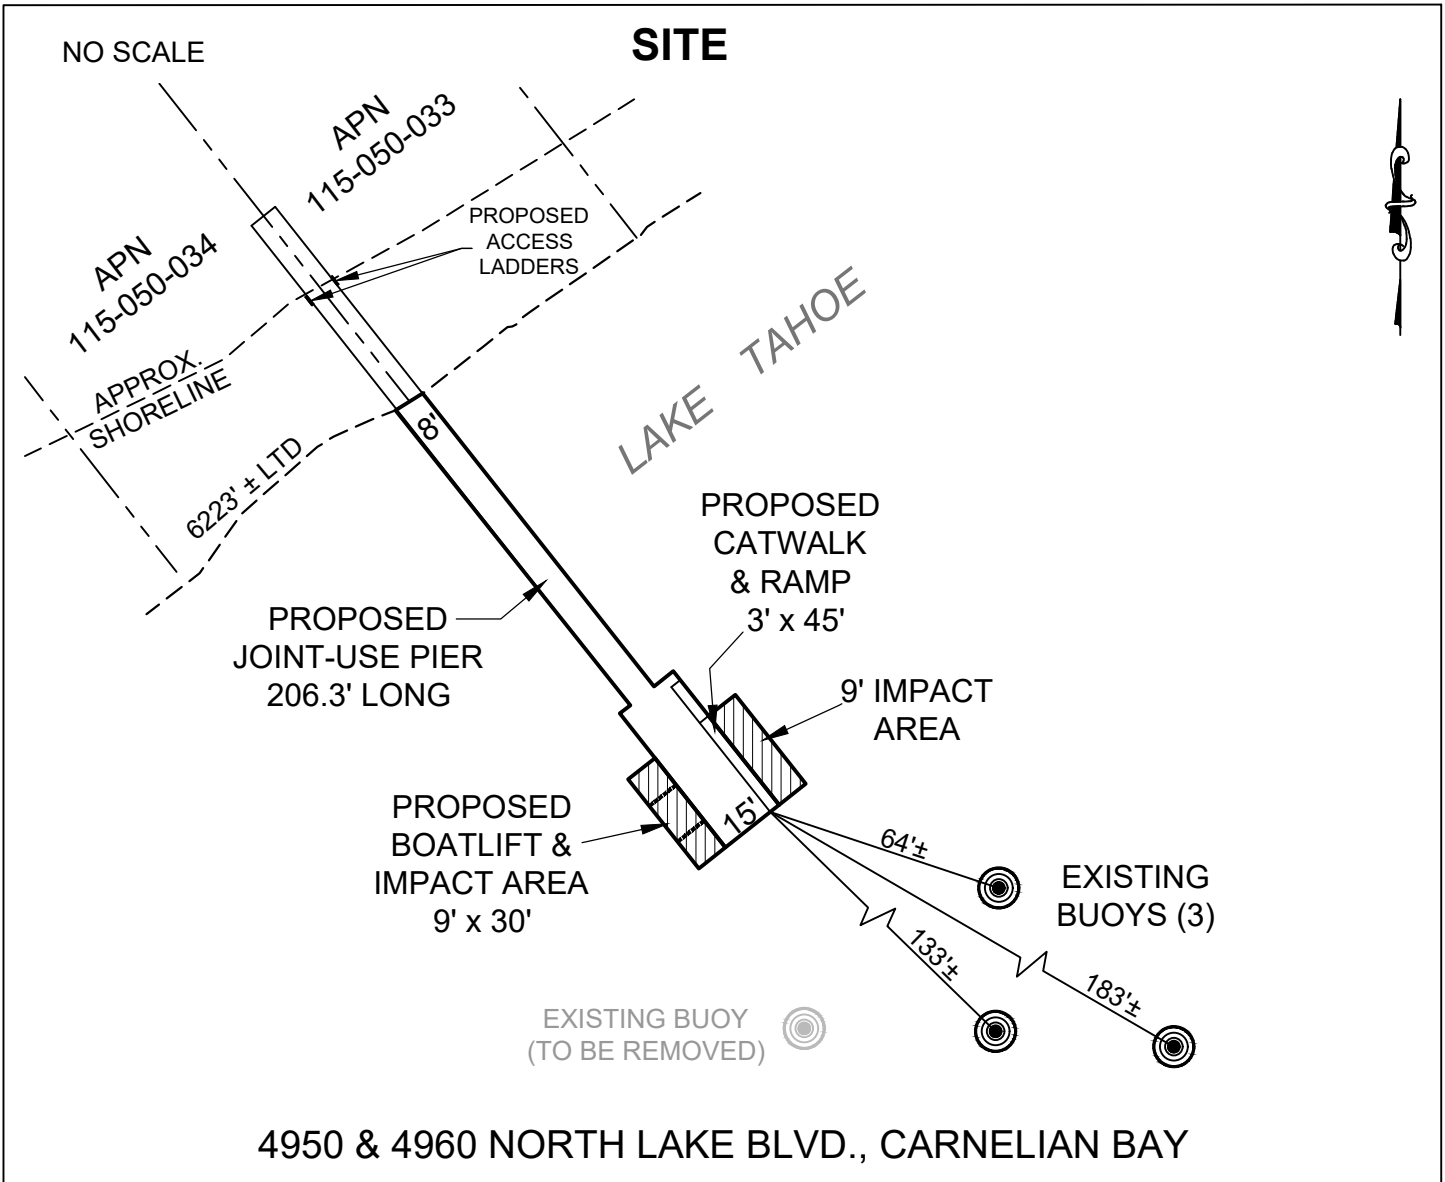 NO SCALE
SITE
APN
115-050-033
PROPOSED
ACCESS
LADDERS
APN
115-050-034
APPROX.
SHORELINE
6223' ± LTD
LAKE TAHOE
8'
PROPOSED
CATWALK
& RAMP
3' x 45'
PROPOSED
JOINT-USE PIER
206.3' LONG
9' IMPACT
AREA
PROPOSED
BOATLIFT &
IMPACT AREA
9' x 30'
15'
64'±
EXISTING
BUOYS (3)
133'±
183'±
EXISTING BUOY
(TO BE REMOVED)
4950 & 4960 NORTH LAKE BLVD., CARNELIAN BAY